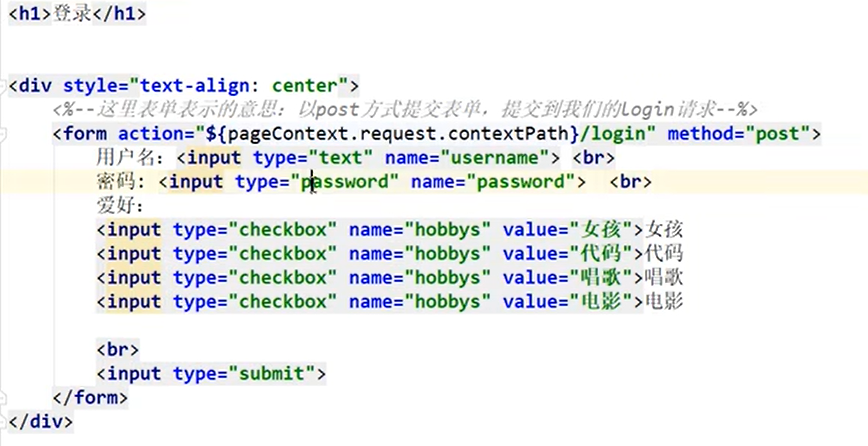 <h1>登录</h1>
<div style="text-align: center">
<%--这里表单表示的意思：以post方式提交表单，提交到我们的Login请求--%>
<form action="${pageContext.request.contextPath}/login" method="post">
用户名：<input type="text" name="username"> <br>
密码：<input type="password" name="password"> <br>
爱好：
<input type="checkbox" name="hobbys" value="女孩">女孩
<input type="checkbox" name="hobbys" value="代码">代码
<input type="checkbox" name="hobbys" value="唱歌">唱歌
<input type="checkbox" name="hobbys" value="电影">电影
<br>
<input type="submit">
</form>
</div>